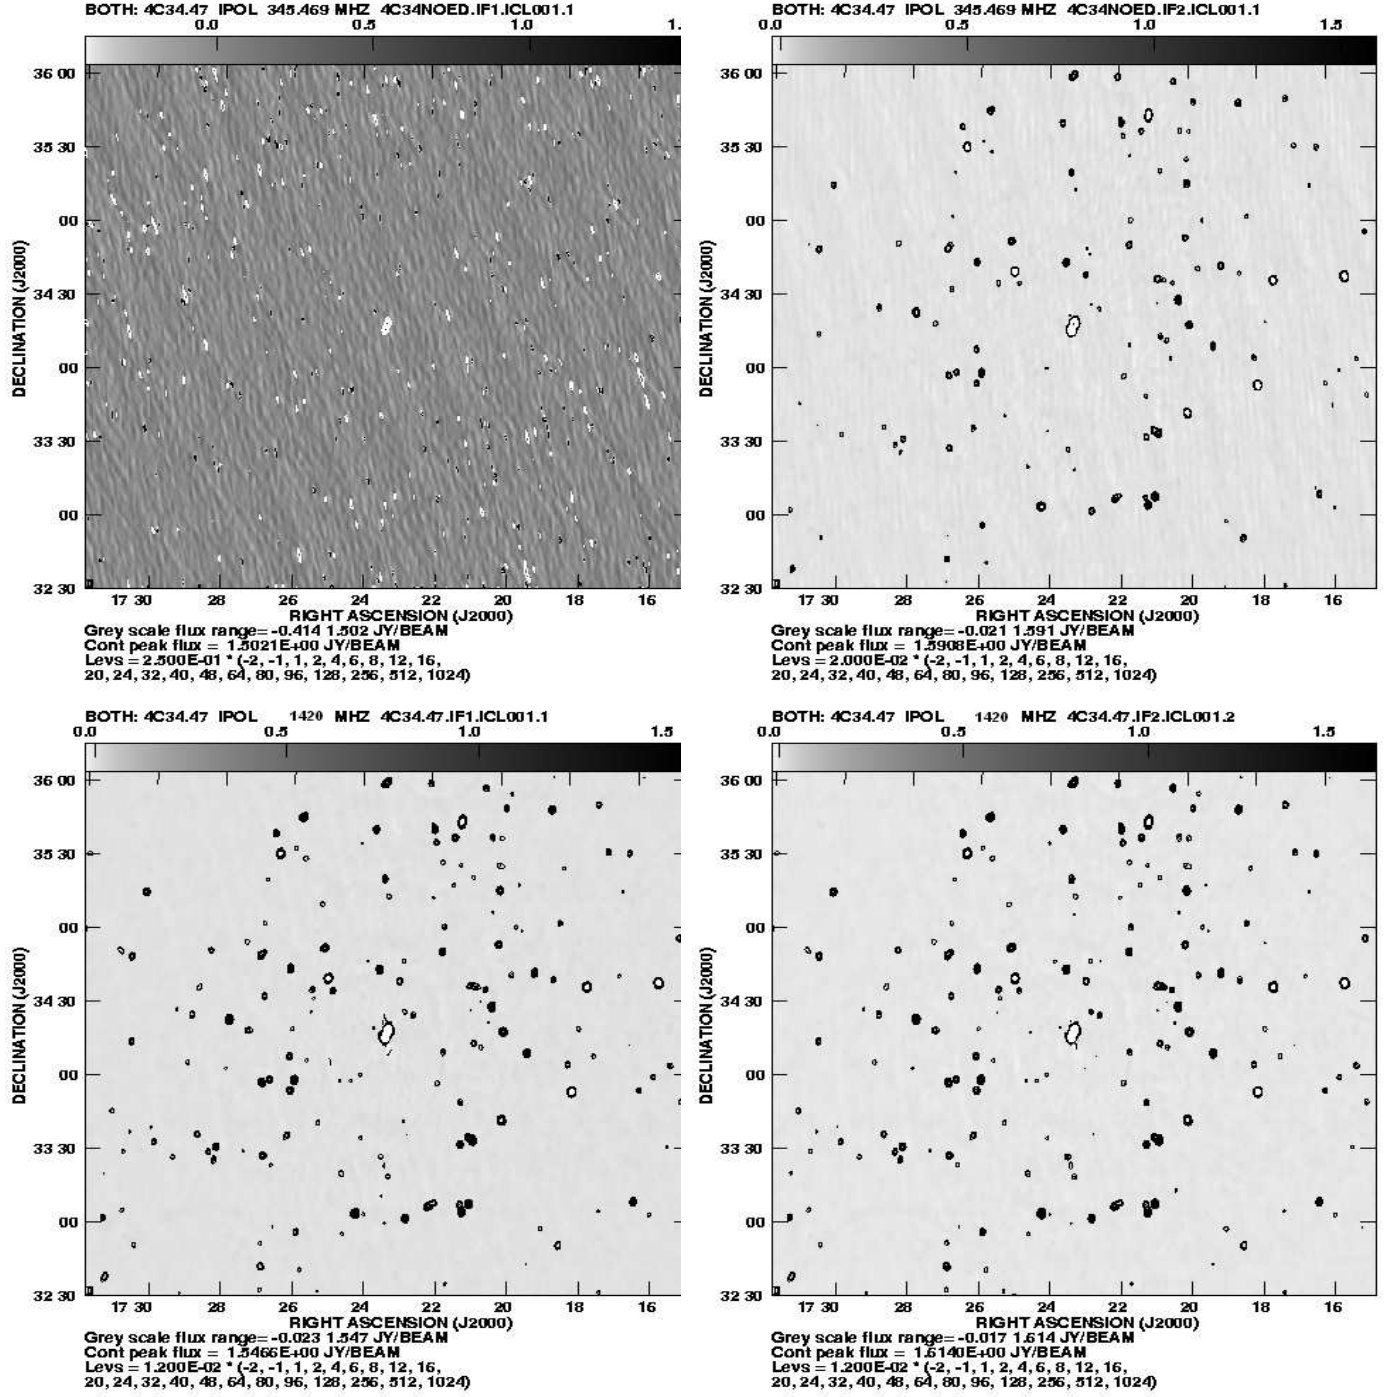 BOTH: 4C34.47 IPOL 345.469 MHZ 4C34NOED.IF1.ICL001.1
0.0 0.5 1.0 1.
36 00
35 30
00
34 30
00
33 30
00
32 30
DECLINATION (J2000)
17 30 28 26 24 22 20 18 16
RIGHT ASCENSION (J2000)
Grey scale flux range= -0.414 1.502 JY/BEAM
Cont peak flux = 1.5021E+00 JY/BEAM
Levs = 2.500E-01 * (-2, -1, 1, 2, 4, 6, 8, 12, 16,
20, 24, 32, 40, 48, 64, 80, 96, 128, 256, 512, 1024)
BOTH: 4C34.47 IPOL 345.469 MHZ 4C34NOED.IF2.ICL001.1
0.0 0.5 1.0 1.5
36 00
35 30
00
34 30
00
33 30
00
32 30
DECLINATION (J2000)
17 30 28 26 24 22 20 18 16
RIGHT ASCENSION (J2000)
Grey scale flux range= -0.021 1.591 JY/BEAM
Cont peak flux = 1.5908E+00 JY/BEAM
Levs = 2.000E-02 * (-2, -1, 1, 2, 4, 6, 8, 12, 16,
20, 24, 32, 40, 48, 64, 80, 96, 128, 256, 512, 1024)
BOTH: 4C34.47 IPOL 1420 MHZ 4C34.47.IF1.ICL001.1
0.0 0.5 1.0 1.5
36 00
35 30
00
34 30
00
33 30
00
32 30
DECLINATION (J2000)
17 30 28 26 24 22 20 18 16
RIGHT ASCENSION (J2000)
Grey scale flux range= -0.023 1.547 JY/BEAM
Cont peak flux = 1.5466E+00 JY/BEAM
Levs = 1.200E-02 * (-2, -1, 1, 2, 4, 6, 8, 12, 16,
20, 24, 32, 40, 48, 64, 80, 96, 128, 256, 512, 1024)
BOTH: 4C34.47 IPOL 1420 MHZ 4C34.47.IF2.ICL001.2
0.0 0.5 1.0 1.5
36 00
35 30
00
34 30
00
33 30
00
32 30
DECLINATION (J2000)
17 30 28 26 24 22 20 18 16
RIGHT ASCENSION (J2000)
Grey scale flux range= -0.017 1.614 JY/BEAM
Cont peak flux = 1.6140E+00 JY/BEAM
Levs = 1.200E-02 * (-2, -1, 1, 2, 4, 6, 8, 12, 16,
20, 24, 32, 40, 48, 64, 80, 96, 128, 256, 512, 1024)